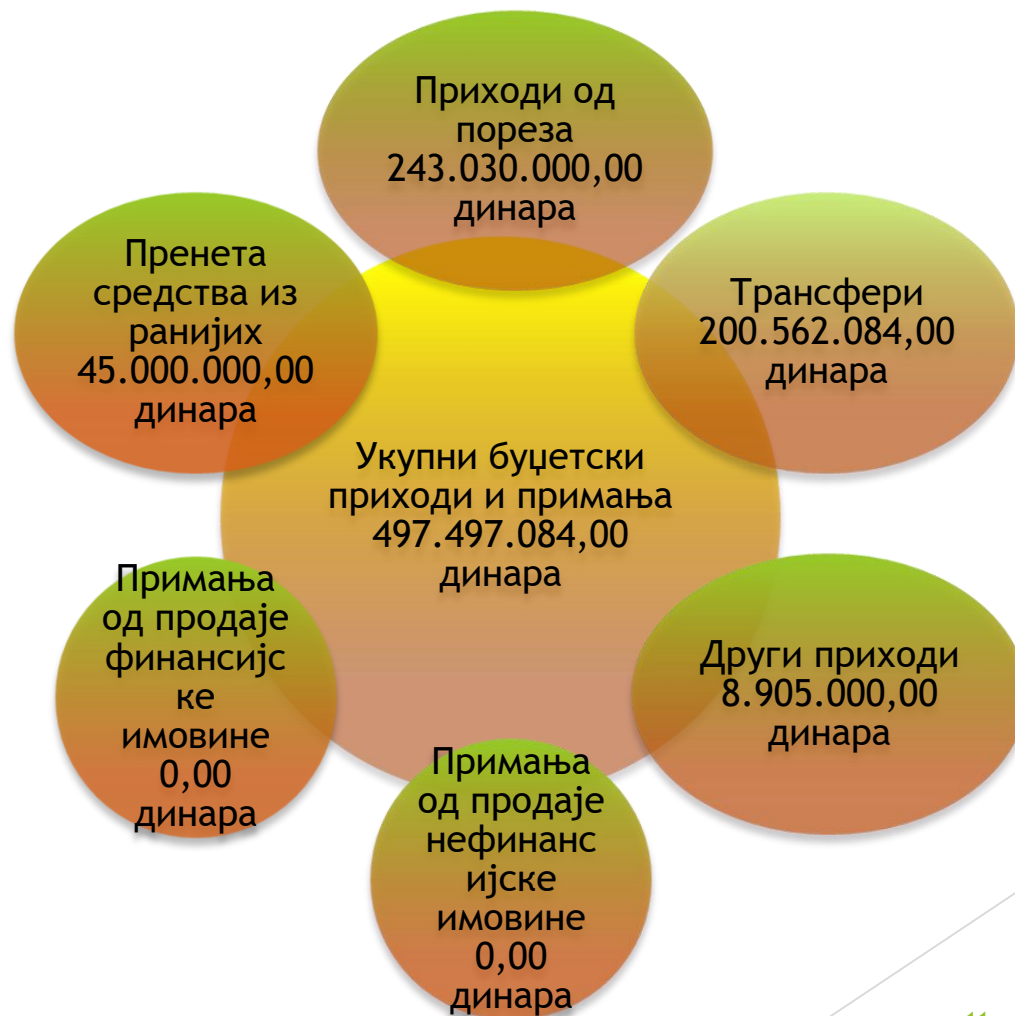 Приходи од
пореза
243.030.000,00
динара
Пренета
средства из
ранијих
45.000.000,00
динара
Трансфери
200.562.084,00
динара
Укупни буџетски
приходи и примања
497.497.084,00
динара
Примања
од продаје
финансијс
ке
имовине
0,00
динара
Други приходи
8.905.000,00
динара
Примања
од продаје
нефинанс
ијске
имовине
0,00
динара